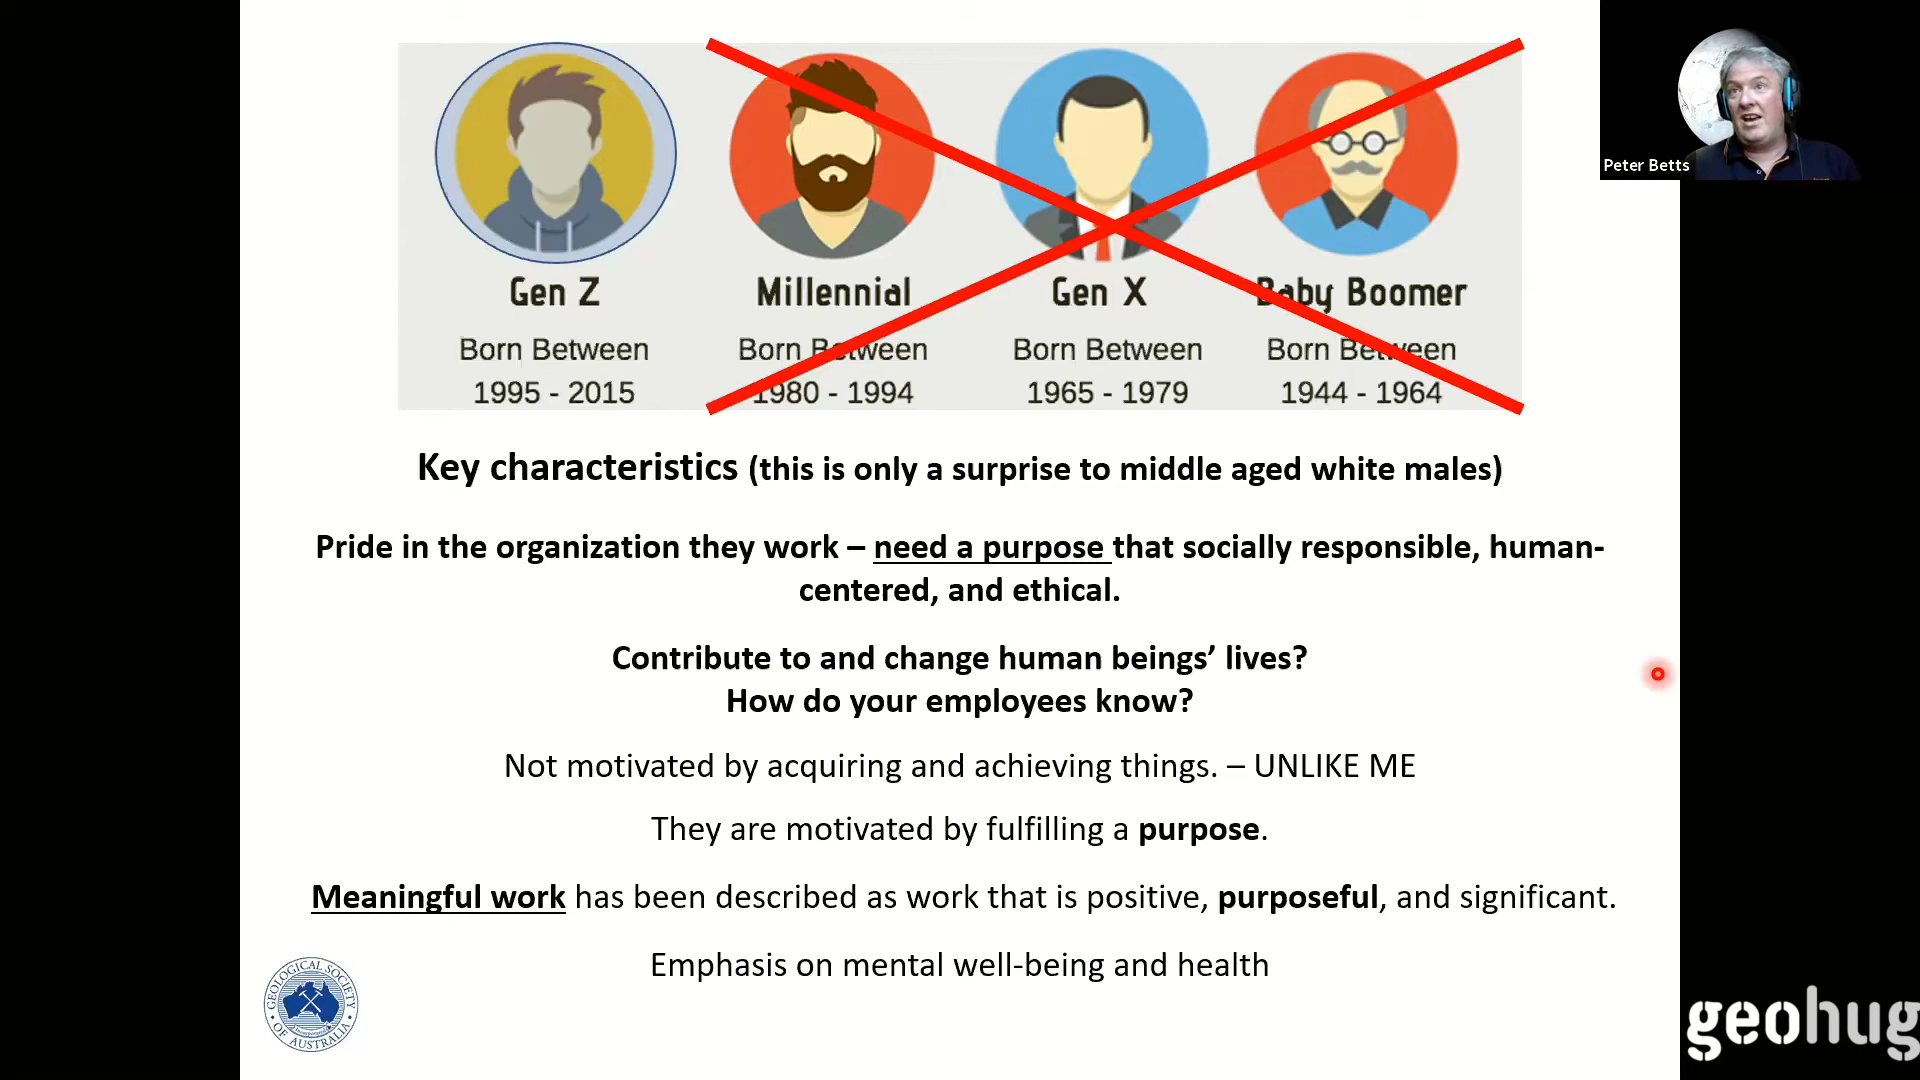 Peter Betts
Gen Z
Millennial
Gen X
Baby Boomer
Born Between
Born Between
Born Between
Born Between
1995 - 2015
1980 - 1994
1965 - 1979
1944 - 1964
Key characteristics (this is only a surprise to middle aged white males)
Pride in the organization they work – need a purpose that socially responsible, human-
centered, and ethical.
Contribute to and change human beings’ lives?
How do your employees know?
Not motivated by acquiring and achieving things. – UNLIKE ME
They are motivated by fulfilling a purpose.
Meaningful work has been described as work that is positive, purposeful, and significant.
Emphasis on mental well-being and health
GEOLOGICAL SOCIETY
OF AUSTRALIA
geohug